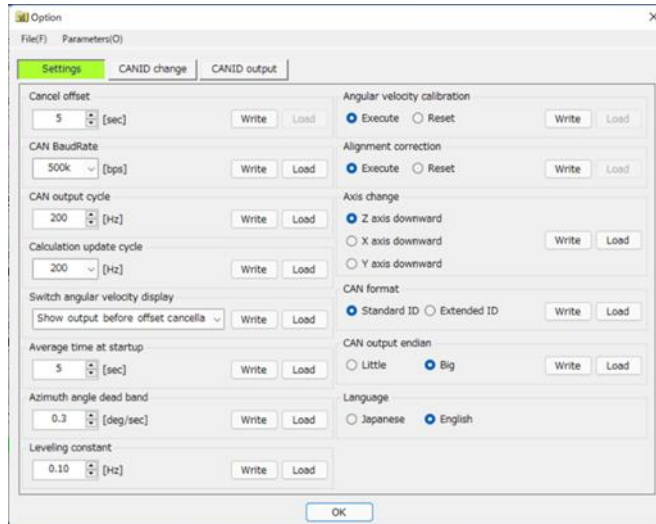 Option
File(F) Parameters(O)
Settings CANID change CANID output
Cancel offset
5 [sec] Write Load
CAN BaudRate
500k [bps] Write Load
CAN output cycle
200 [Hz] Write Load
Calculation update cycle
200 [Hz] Write Load
Switch angular velocity display
Show output before offset cancella Write Load
Average time at startup
5 [sec] Write Load
Azimuth angle dead band
0.3 [deg/sec] Write Load
Leveling constant
0.10 [Hz] Write Load
Angular velocity calibration
Execute Reset Write Load
Alignment correction
Execute Reset Write Load
Axis change
Z axis downward
X axis downward Write Load
Y axis downward
CAN format
Standard ID Extended ID Write Load
CAN output endian
Little Big Write Load
Language
Japanese English
OK